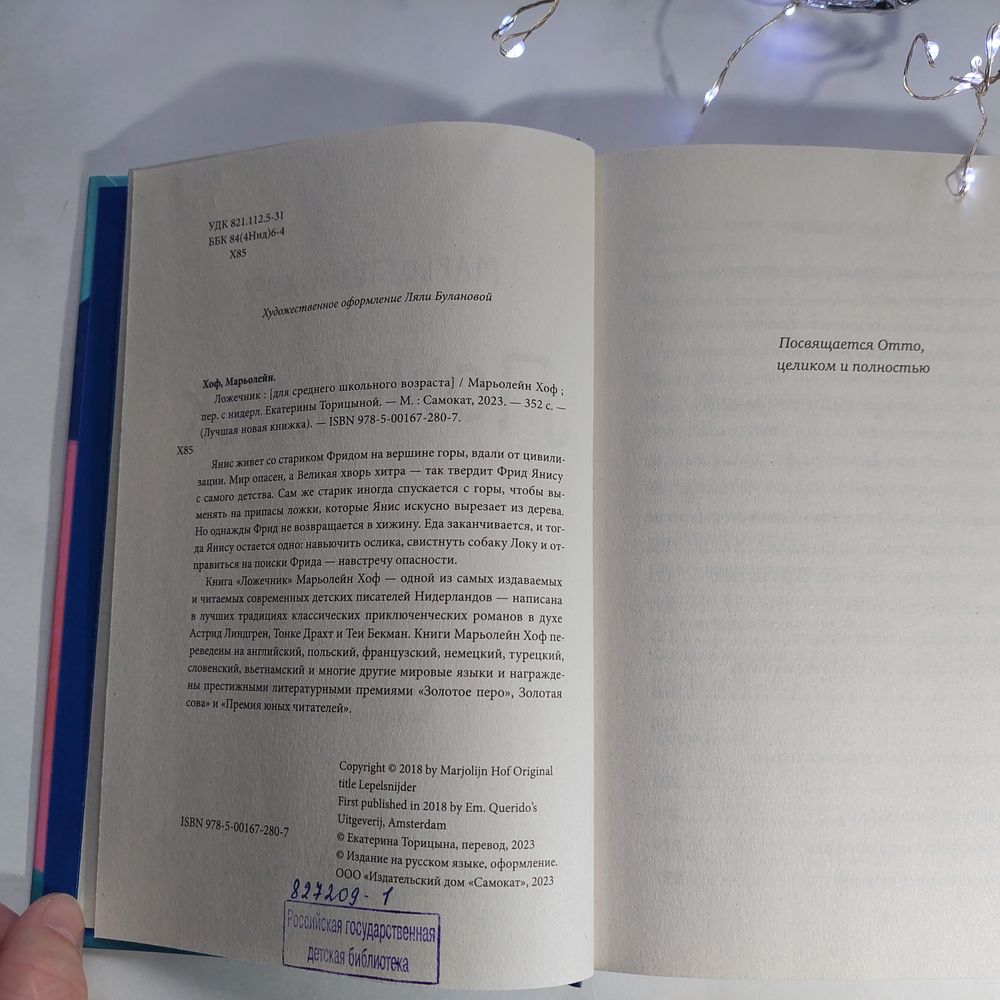 УДК 821.112.5-31
ББК 84(4Нид)6-4
Х85
Художественное оформление Ляли Булановой
Хоф, Марьолейн.
Ложечник : [для среднего школьного возраста] / Марьолейн Хоф ;
пер. с нидерл. Екатерины Торицыной. — М. : Самокат, 2023. — 352 с. —
(Лучшая новая книжка). — ISBN 978-5-00167-280-7.
Х85
Янис живет со стариком Фридом на вершине горы, вдали от цивили-
зации. Мир опасен, а Великая хворь хитра — так твердит Фрид Янису
с самого детства. Сам же старик иногда спускается с горы, чтобы вы-
менять на припасы ложки, которые Янис искусно вырезает из дерева.
Но однажды Фрид не возвращается в хижину. Еда заканчивается, и тог-
да Янису остается одно: навьючить ослика, свистнуть собаку Локу и от-
правиться на поиски Фрида — навстречу опасности.
Книга «Ложечник» Марьолейн Хоф — одной из самых издаваемых
и читаемых современных детских писателей Нидерландов — написана
в лучших традициях классических приключенческих романов в духе
Астрид Линдгрен, Тонке Драхт и Теи Бекман. Книги Марьолейн Хоф пе-
реведены на английский, польский, французский, немецкий, турецкий,
словенский, вьетнамский и многие другие мировые языки и награжде-
ны престижными литературными премиями «Золотое перо», Золотая
сова» и «Премия юных читателей».
Copyright © 2018 by Marjolijn Hof Original
title Lepelsnijder
First published in 2018 by Em. Querido's
Uitgeverij, Amsterdam
© Екатерина Торицына, перевод, 2023
© Издание на русском языке, оформление.
ООО «Издательский дом «Самокат», 2023
ISBN 978-5-00167-280-7
827209-1
Российская государственная
детская библиотека
Посвящается Отто,
целиком и полностью